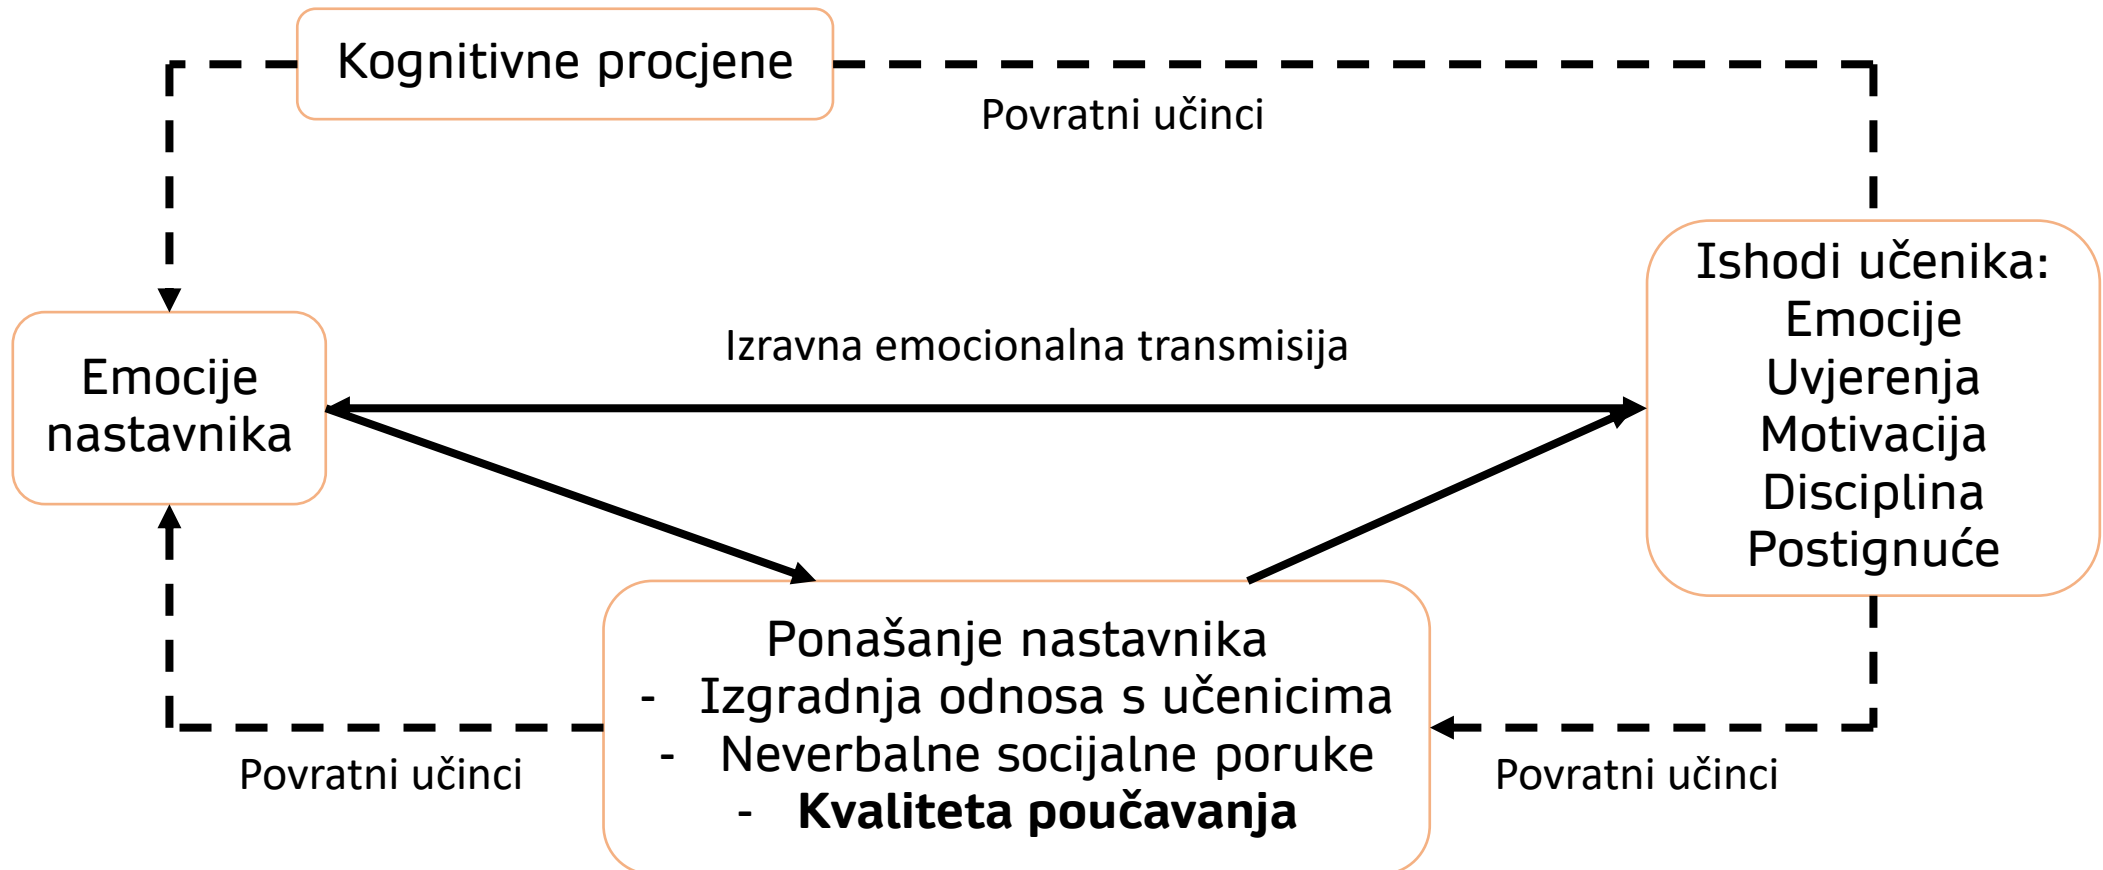 Kognitivne procjene
Povratni učinci
Ishodi učenika:
Emocije
Uvjerenja
Motivacija
Disciplina
Postignuće
Izravna emocionalna transmisija
Emocije
nastavnika
Ponašanje nastavnika
- Izgradnja odnosa s učenicima
- Neverbalne socijalne poruke
- Kvaliteta poučavanja
Povratni učinci
Povratni učinci